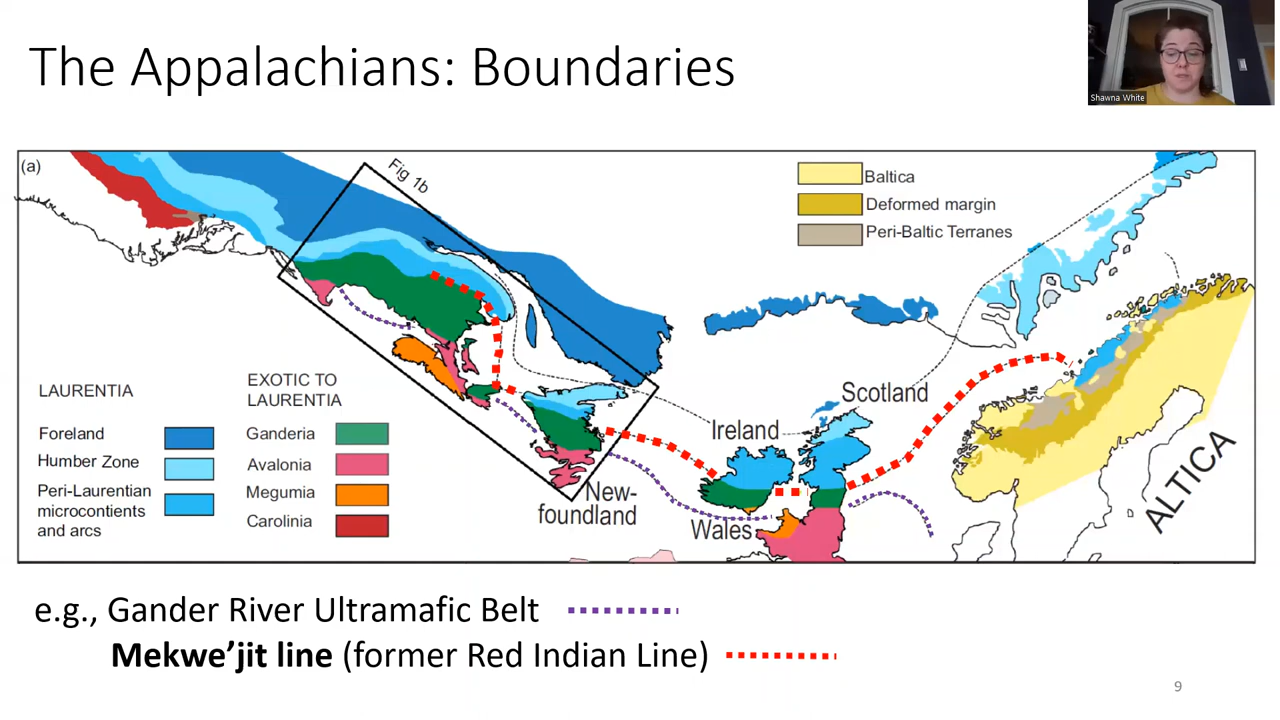 The Appalachians: Boundaries
Shawna White
(a)
Fig 1b
Baltica
Deformed margin
Peri-Baltic Terranes
LAURENTIA
Foreland
Humber Zone
Peri-Laurentian
microcontients
and arcs
EXOTIC TO
LAURENTIA
Ganderia
Avalonia
Megumia
Carolinia
Scotland
Ireland
New-
foundland
Wales
ALTICA
e.g., Gander River Ultramafic Belt
Mekwe’jit line (former Red Indian Line)
9